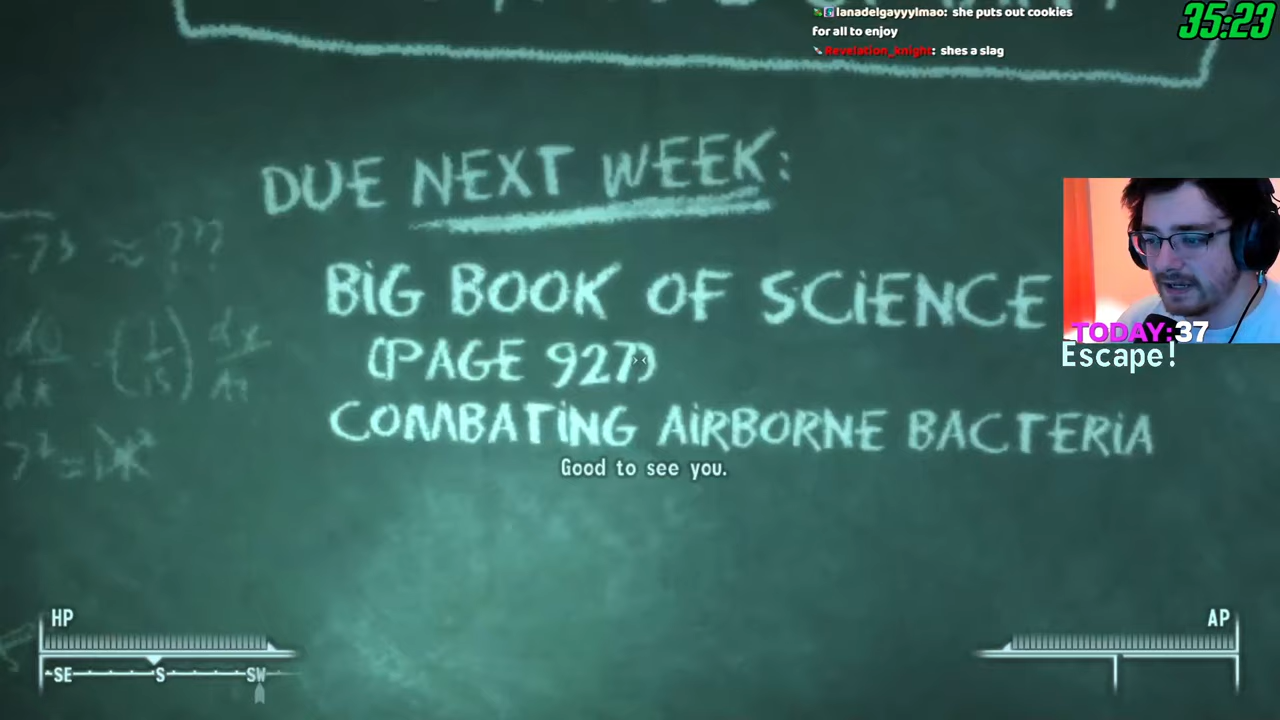 lanadelgayyylmao: she puts out cookies
for all to enjoy
Revelation_knight: shes a slag
35:23
DUE NEXT WEEK:
BiG BOOK OF SCiENCE
(PAGE 927)
COMBATiNG AiRBORNE BACTERiA
TODAY:37
Escape!
Good to see you.
HP
AP
SE
S
SW